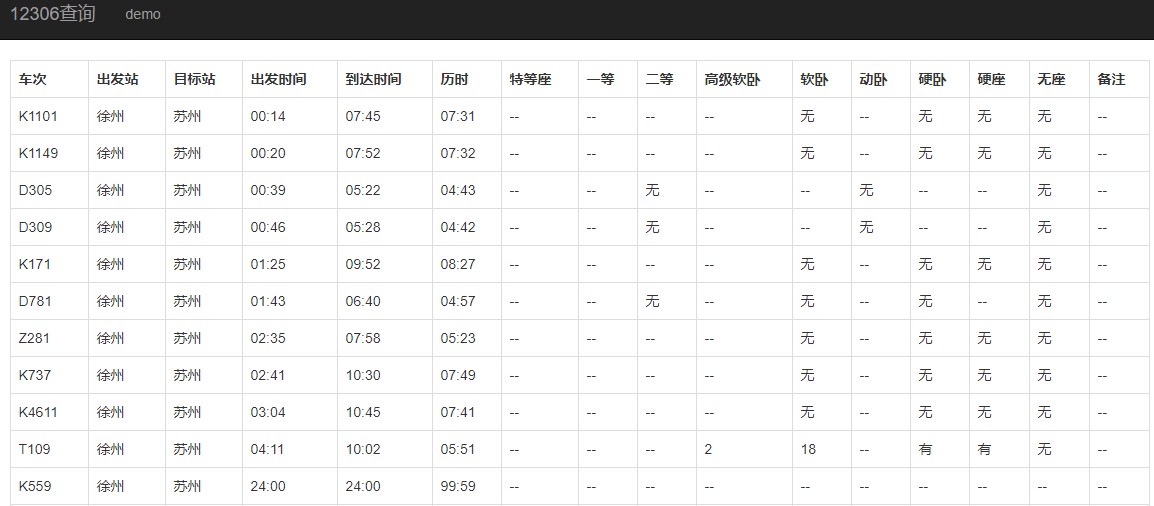 12306查询 demo
车次 出发站 目标站 出发时间 到达时间 历时 特等座 一等 二等 高级软卧 软卧 动卧 硬卧 硬座 无座 备注
K1101 徐州 苏州 00:14 07:45 07:31 -- -- -- -- 无 -- 无 无 无 --
K1149 徐州 苏州 00:20 07:52 07:32 -- -- -- -- 无 -- 无 无 无 --
D305 徐州 苏州 00:39 05:22 04:43 -- -- 无 -- -- 无 -- -- 无 --
D309 徐州 苏州 00:46 05:28 04:42 -- -- 无 -- -- 无 -- -- 无 --
K171 徐州 苏州 01:25 09:52 08:27 -- -- -- -- 无 -- 无 无 无 --
D781 徐州 苏州 01:43 06:40 04:57 -- -- 无 -- 无 -- 无 -- 无 --
Z281 徐州 苏州 02:35 07:58 05:23 -- -- -- -- 无 -- 无 无 无 --
K737 徐州 苏州 02:41 10:30 07:49 -- -- -- -- 无 -- 无 无 无 --
K4611 徐州 苏州 03:04 10:45 07:41 -- -- -- -- 无 -- 无 无 无 --
T109 徐州 苏州 04:11 10:02 05:51 -- -- -- 2 18 -- 有 有 无 --
K559 徐州 苏州 24:00 24:00 99:59 -- -- -- -- -- -- -- -- -- --